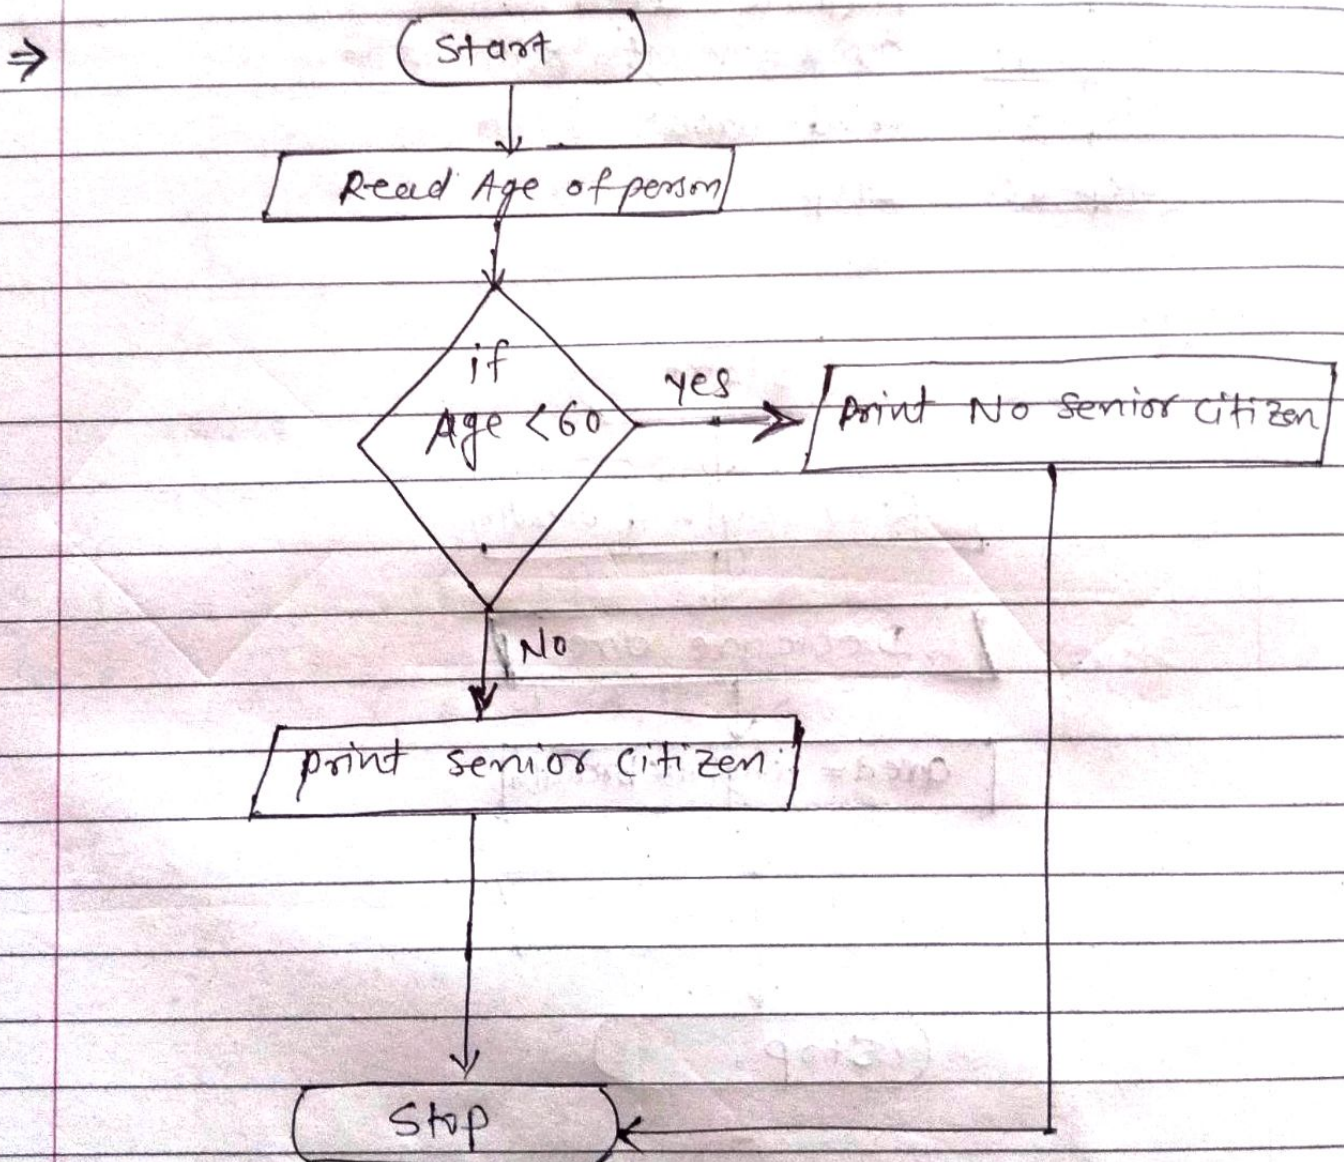 ⇒ Start
Read Age of person
if
Age <60
yes
Print No Senior Citizen
No
print senior citizen.
Stop